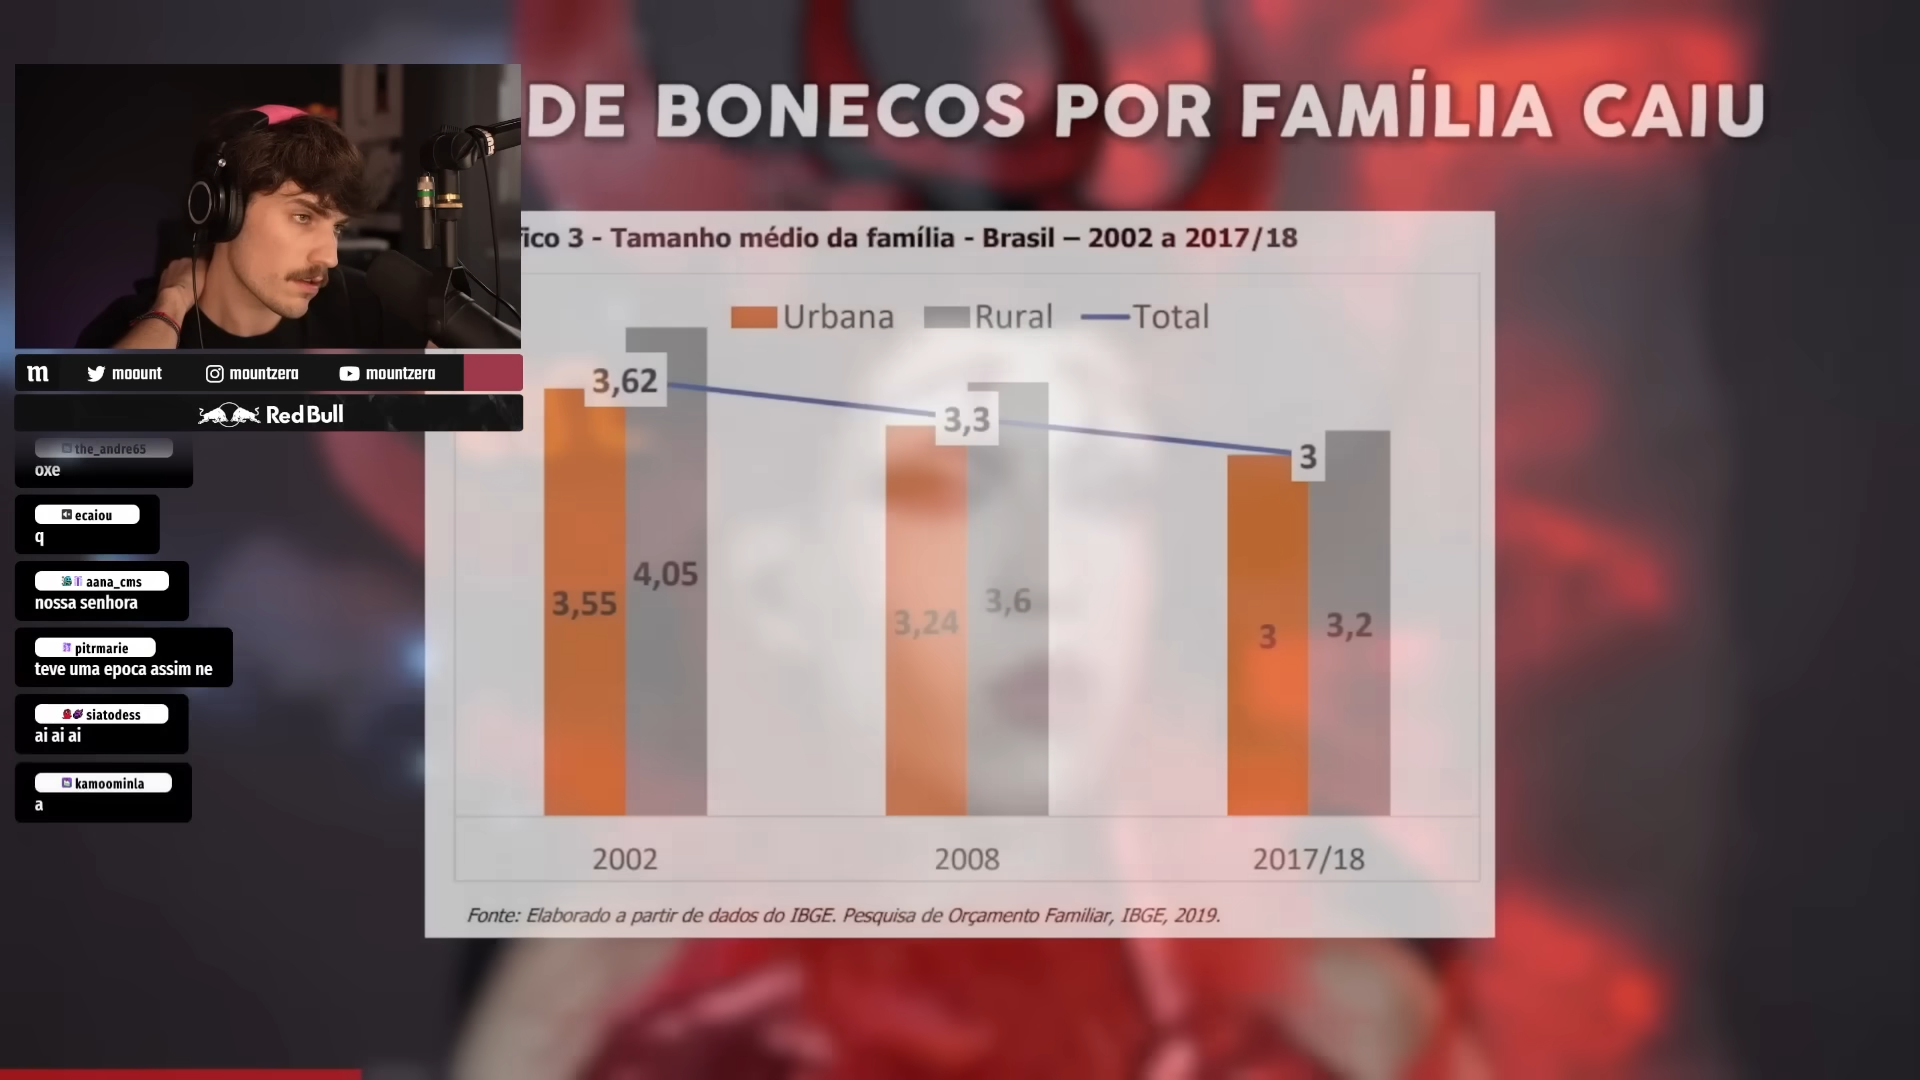 DE BONECOS POR FAMÍLIA CAIU
fico 3 - Tamanho médio da família - Brasil – 2002 a 2017/18
Urbana Rural Total
3,62
3,3
3
3,55
4,05
3,24
3,6
3
3,2
2002 2008 2017/18
Fonte: Elaborado a partir de dados do IBGE. Pesquisa de Orçamento Familiar, IBGE, 2019.
m moount mountzera mountzera
Red Bull
the_andre65
oxe
ecaiou
q
aana_cms
nossa senhora
pitrmarie
teve uma epoca assim ne
siatodess
ai ai ai
kamoominla
a